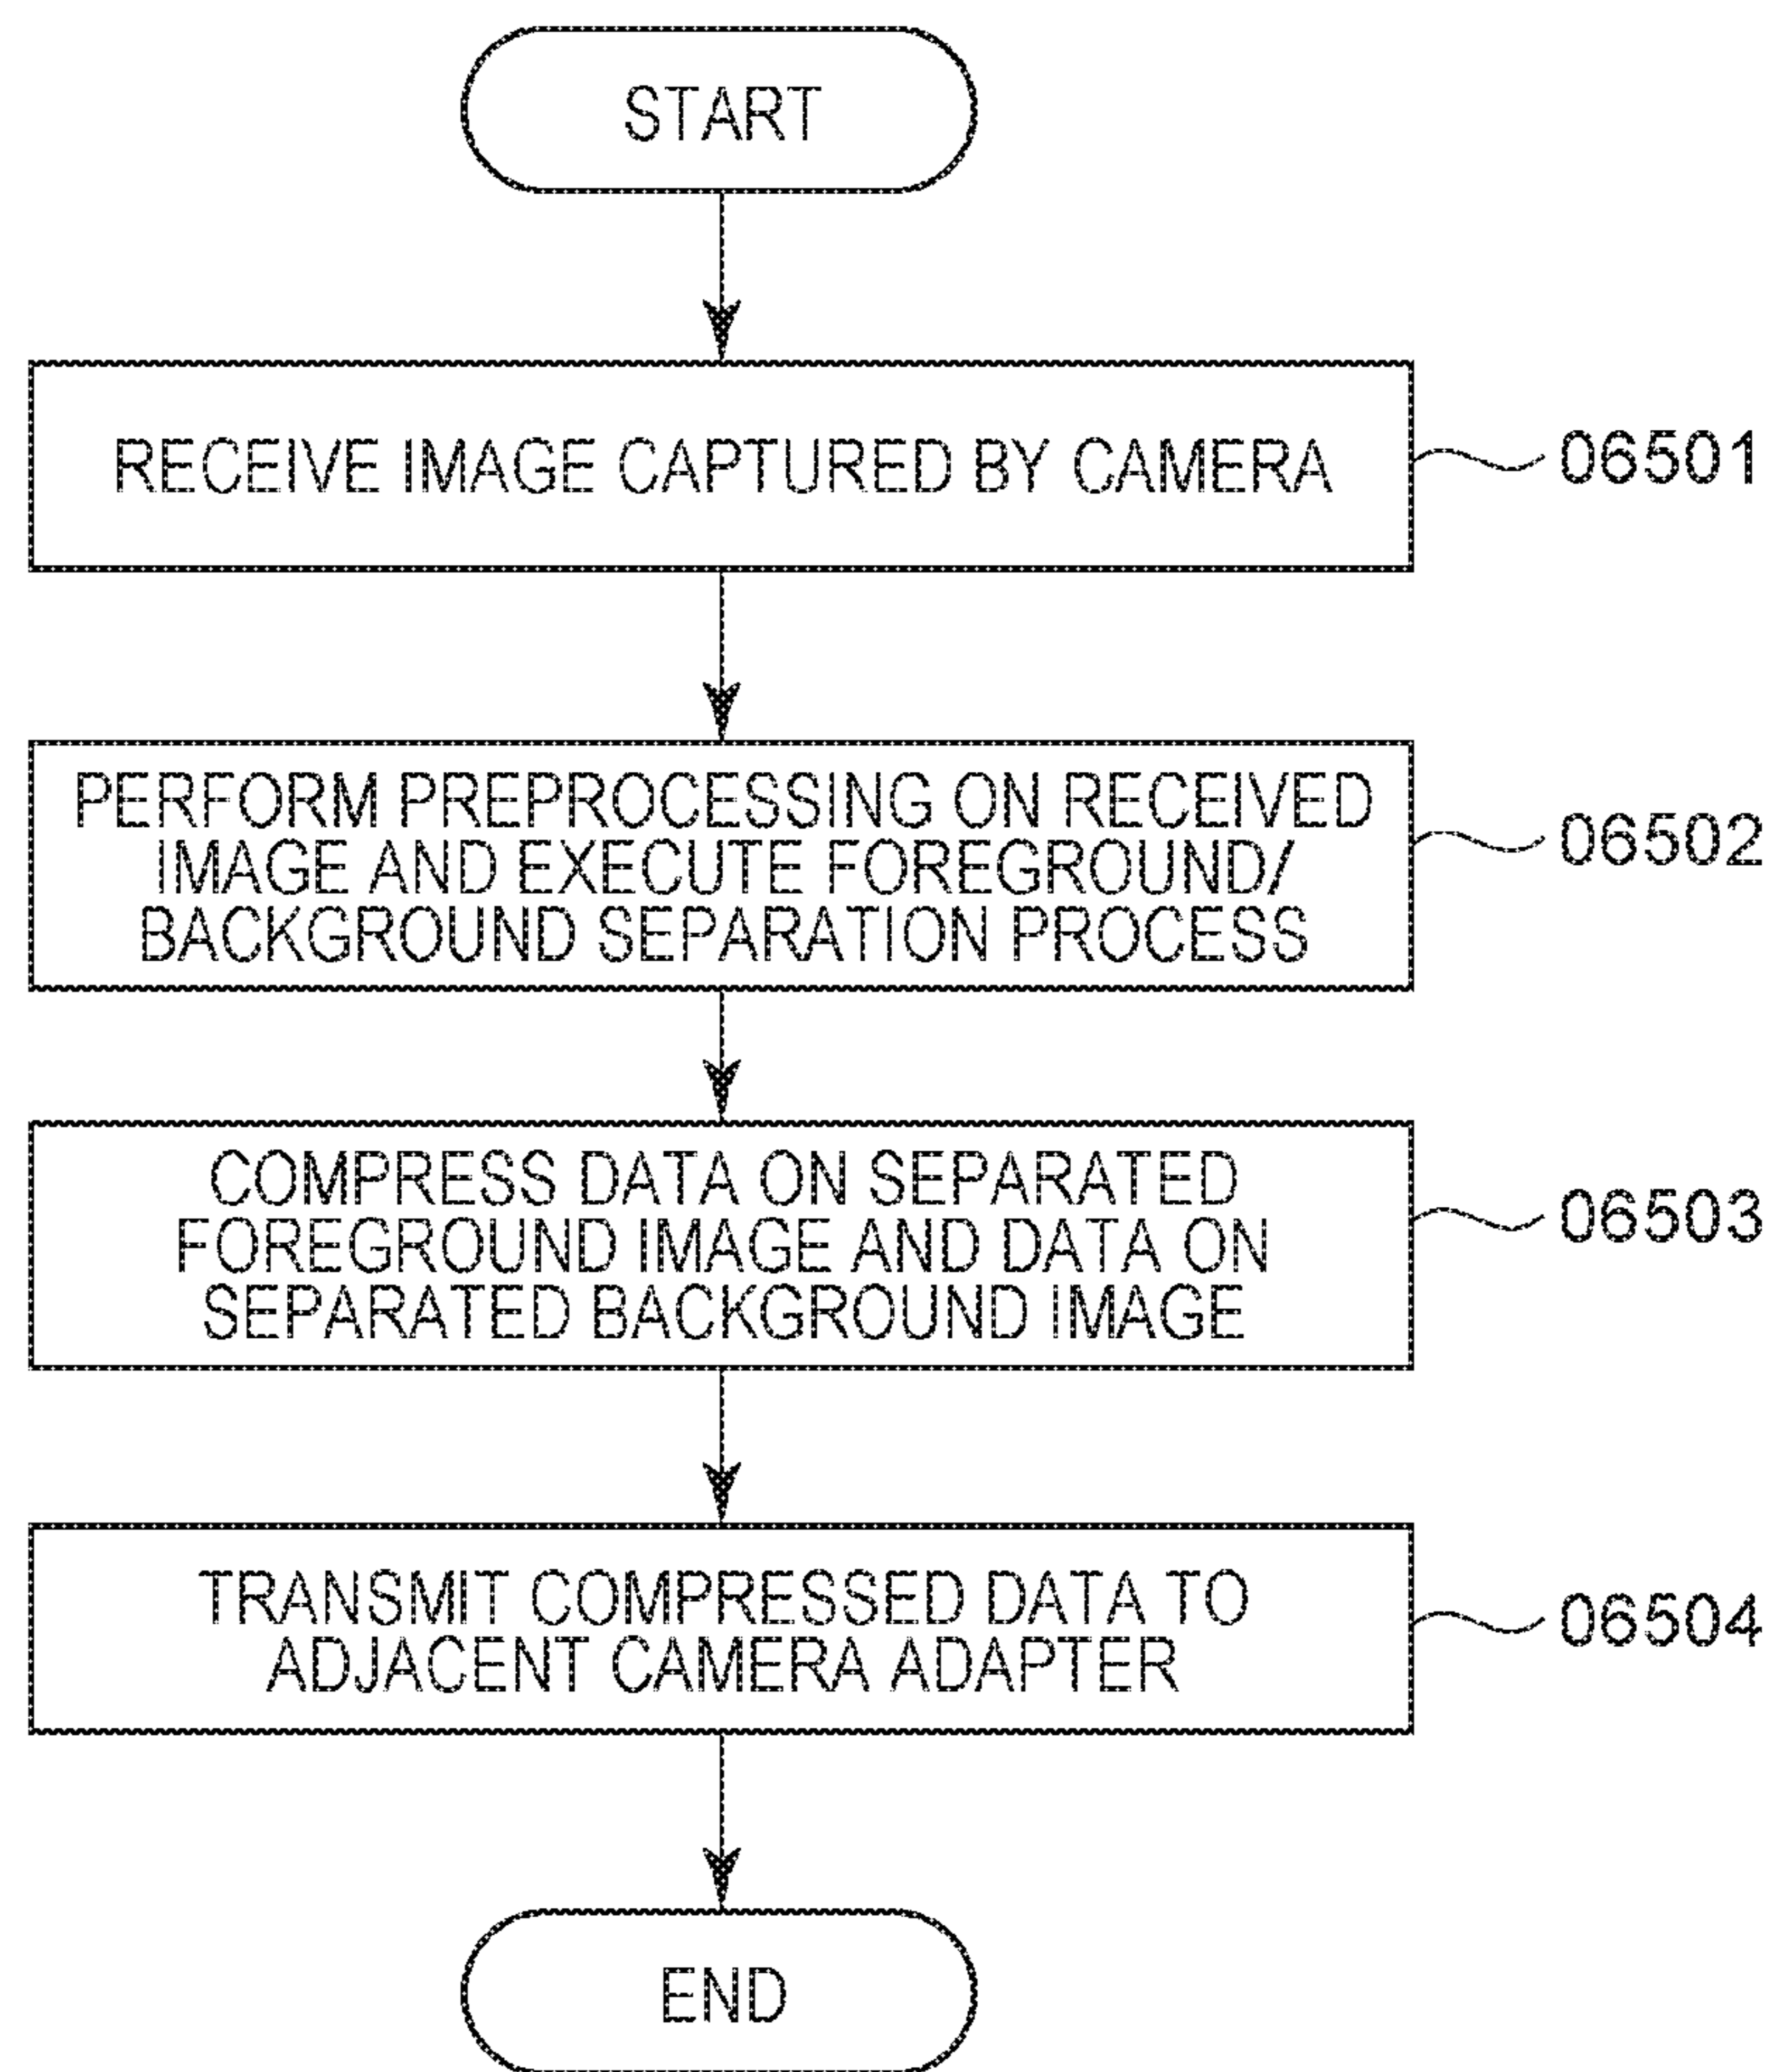 START
RECEIVE IMAGE CAPTURED BY CAMERA
06501
PERFORM PREPROCESSING ON RECEIVED
IMAGE AND EXECUTE FOREGROUND/
BACKGROUND SEPARATION PROCESS
06502
COMPRESS DATA ON SEPARATED
FOREGROUND IMAGE AND DATA ON
SEPARATED BACKGROUND IMAGE
06503
TRANSMIT COMPRESSED DATA TO
ADJACENT CAMERA ADAPTER
06504
END